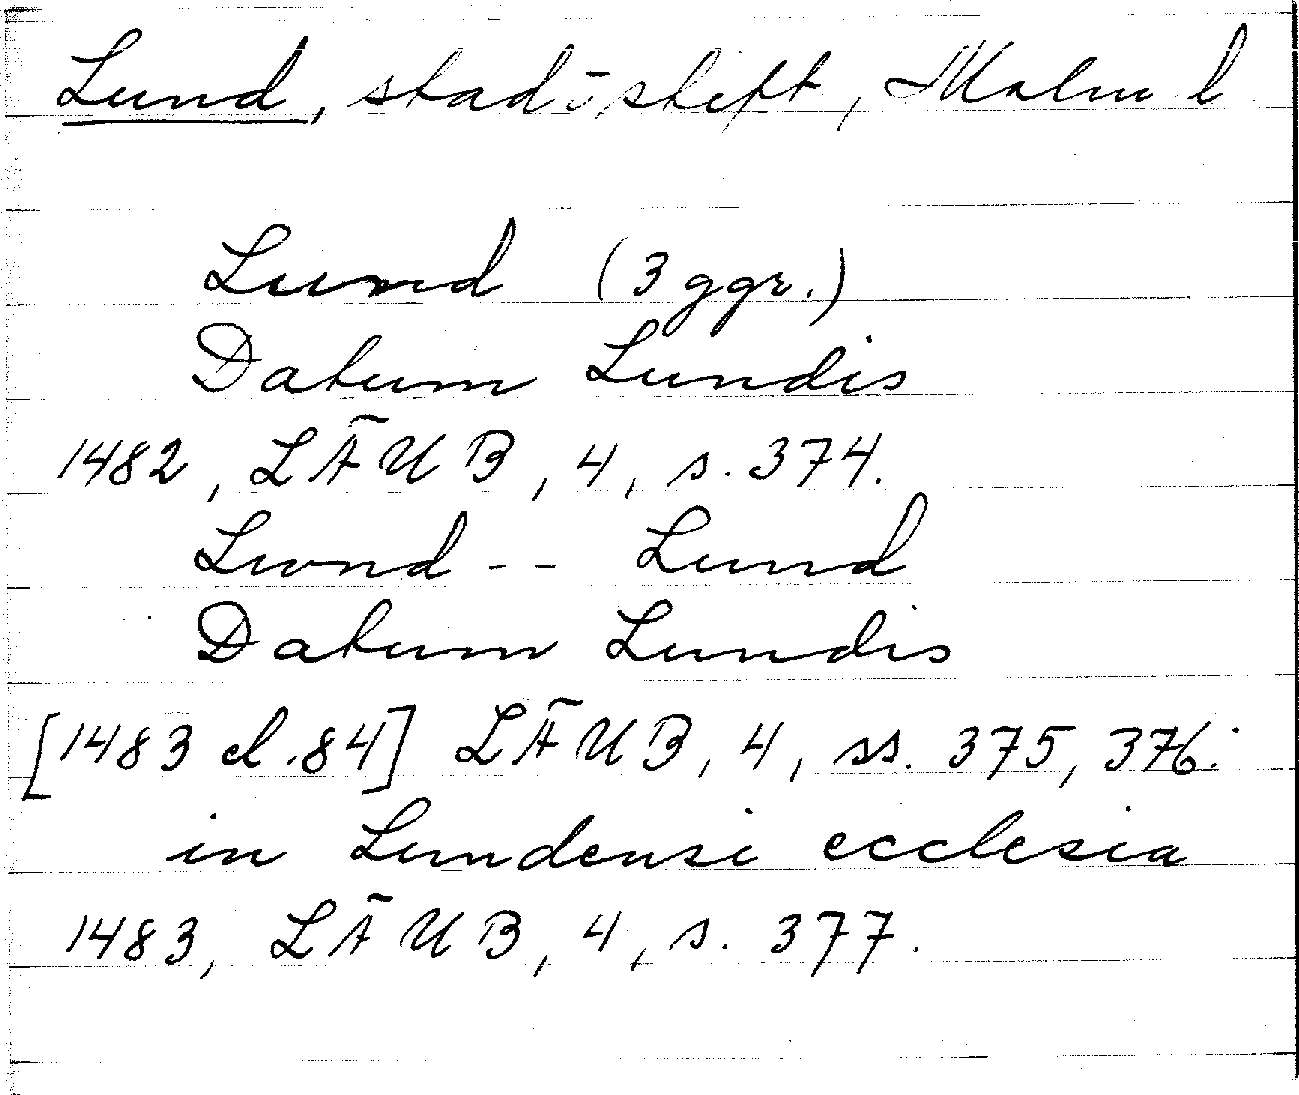 Lund, stad o. stift, Malm l
Lund (3 ggr.)
Datum Lundis
1482, LÄUB, 4, s. 374.
Lwnd -- Lund
Datum Lundis
[1483 el. 84] LÄUB, 4, ss. 375, 376.
in Lundensi ecclesia
1483, LÄUB, 4, s. 377.